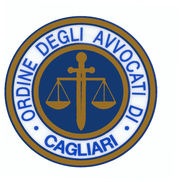 · ORDINE DEGLI AVVOCATI DI ·
CAGLIARI